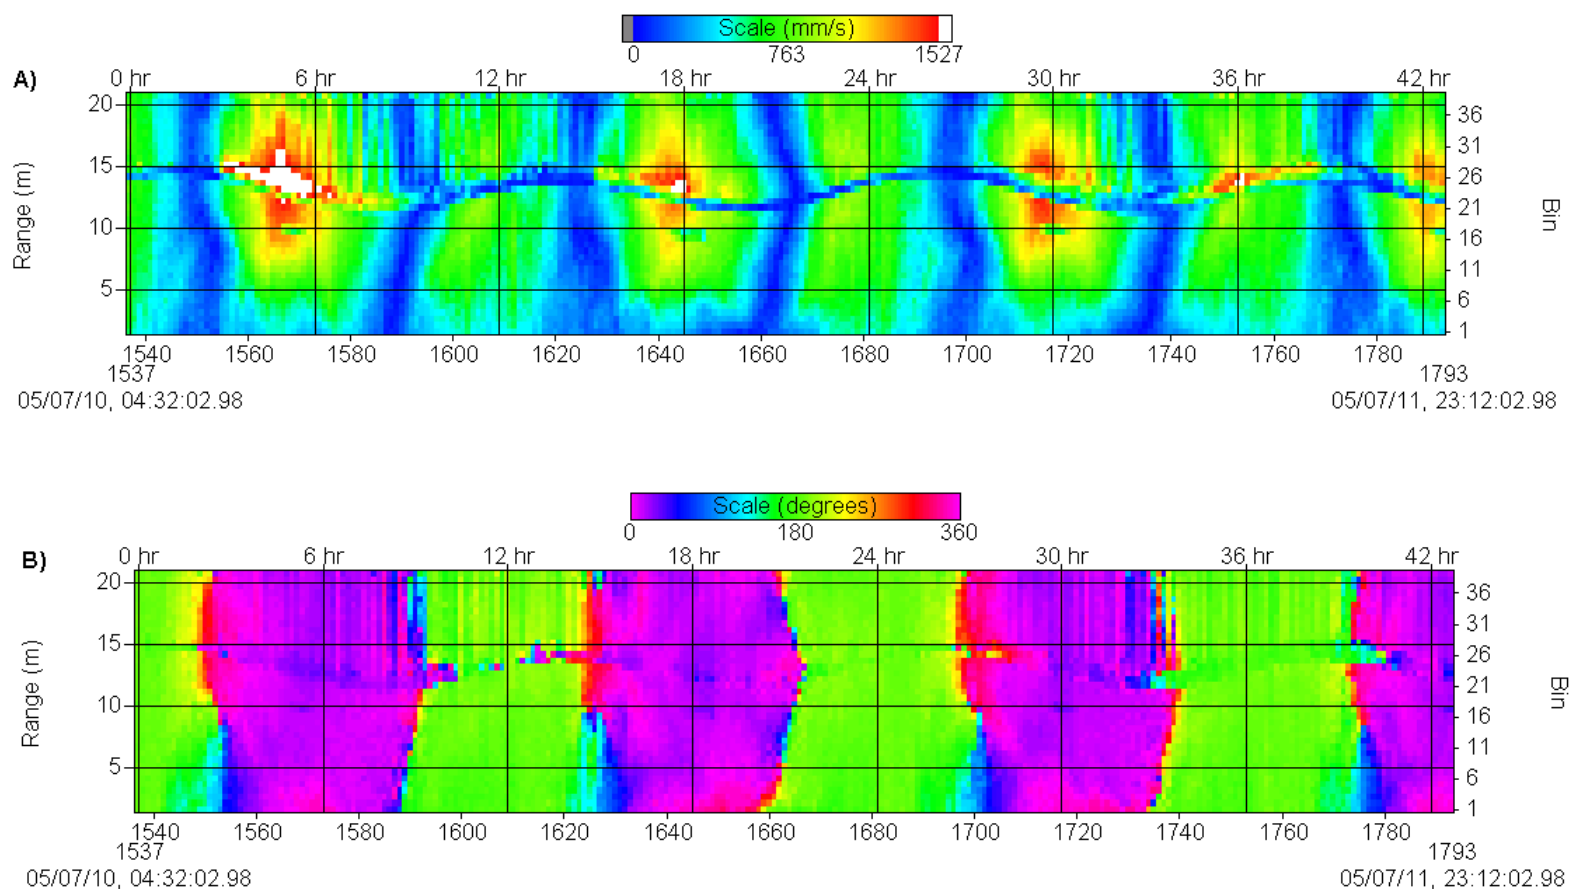 Scale (mm/s)
0 763 1527
A) 0 hr 6 hr 12 hr 18 hr 24 hr 30 hr 36 hr 42 hr
Range (m)
20
15
10
5
36
31
26
21
16
11
6
1
Bin
1540 1560 1580 1600 1620 1640 1660 1680 1700 1720 1740 1760 1780
1537 1793
05/07/10, 04:32:02.98 05/07/11, 23:12:02.98
Scale (degrees)
0 180 360
B) 0 hr 6 hr 12 hr 18 hr 24 hr 30 hr 36 hr 42 hr
Range (m)
20
15
10
5
36
31
26
21
16
11
6
1
Bin
1540 1560 1580 1600 1620 1640 1660 1680 1700 1720 1740 1760 1780
1537 1793
05/07/10, 04:32:02.98 05/07/11, 23:12:02.98